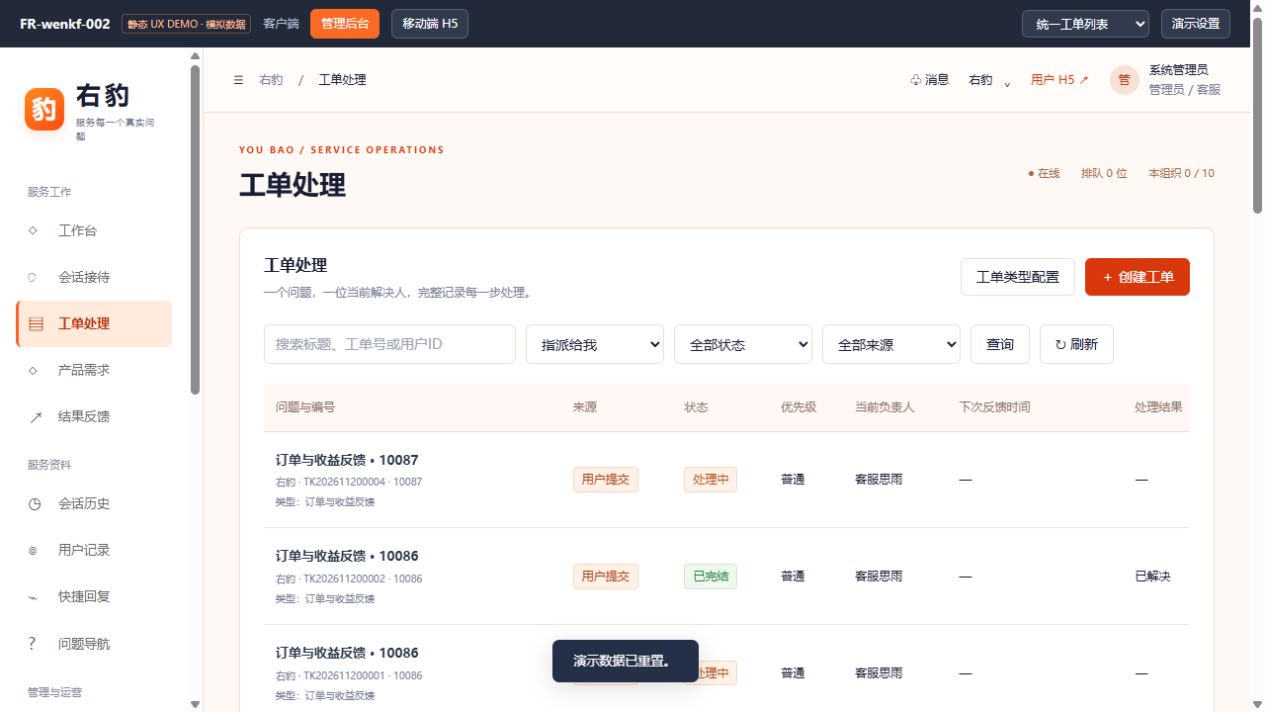 FR-wenkf-002 静态 UX DEMO · 模拟数据 客户端 管理后台 移动端 H5 统一工单列表 演示设置
豹 右豹
服务每一个真实问题
☰ 右豹 / 工单处理
消息 右豹 用户 H5 ↗ 管 系统管理员
管理员 / 客服
服务工作
工作台
会话接待
工单处理
产品需求
结果反馈
服务资料
会话历史
用户记录
快捷回复
? 问题导航
管理与运营
YOU BAO / SERVICE OPERATIONS
工单处理
● 在线 排队 0 位 本组织 0 / 10
工单处理
一个问题，一位当前解决人，完整记录每一步处理。
工单类型配置 + 创建工单
搜索标题、工单号或用户ID 指派给我 全部状态 全部来源 查询 ↻ 刷新
问题与编号 来源 状态 优先级 当前负责人 下次反馈时间 处理结果
订单与收益反馈 • 10087
右豹 · TK202611200004 · 10087
类型：订单与收益反馈
用户提交 处理中 普通 客服思雨 — —
订单与收益反馈 • 10086
右豹 · TK202611200002 · 10086
类型：订单与收益反馈
用户提交 已完结 普通 客服思雨 — 已解决
订单与收益反馈 • 10086
右豹 · TK202611200001 · 10086
类型：订单与收益反馈
理中 普通 客服思雨 — —
演示数据已重置。